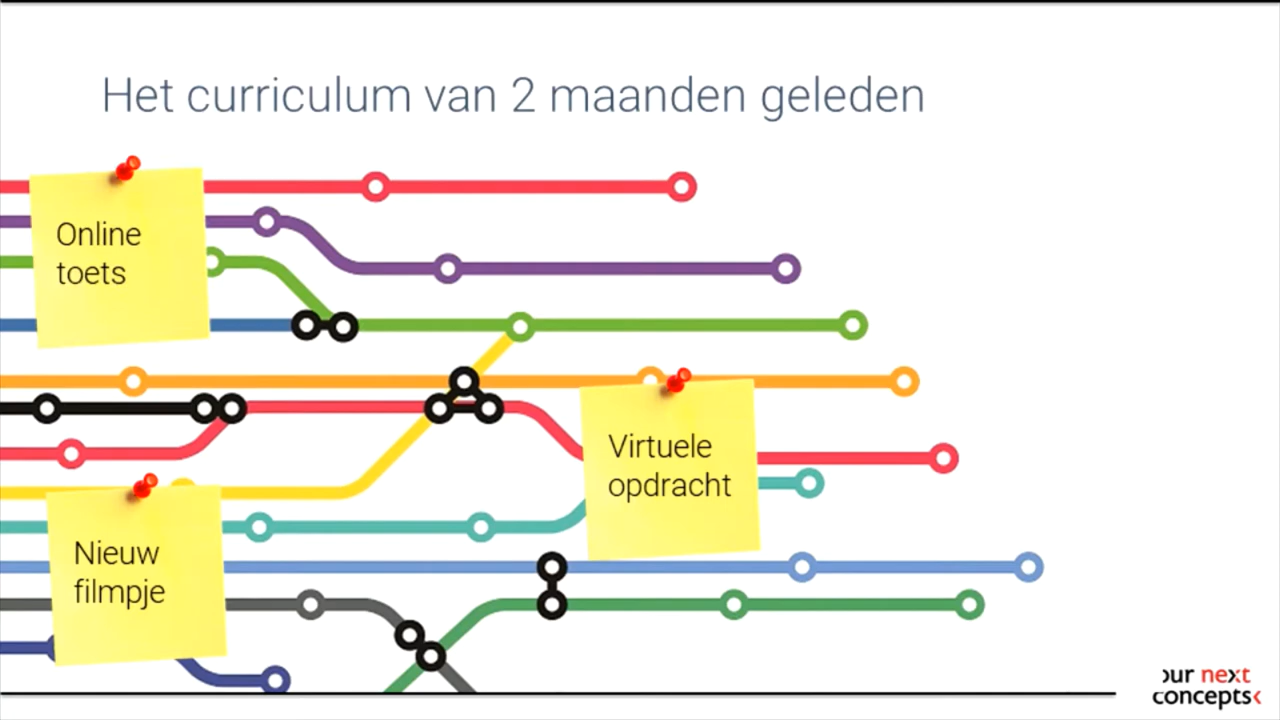 Het curriculum van 2 maanden geleden
Online
toets
Virtuele
opdracht
Nieuw
filmpje
our next
concepts